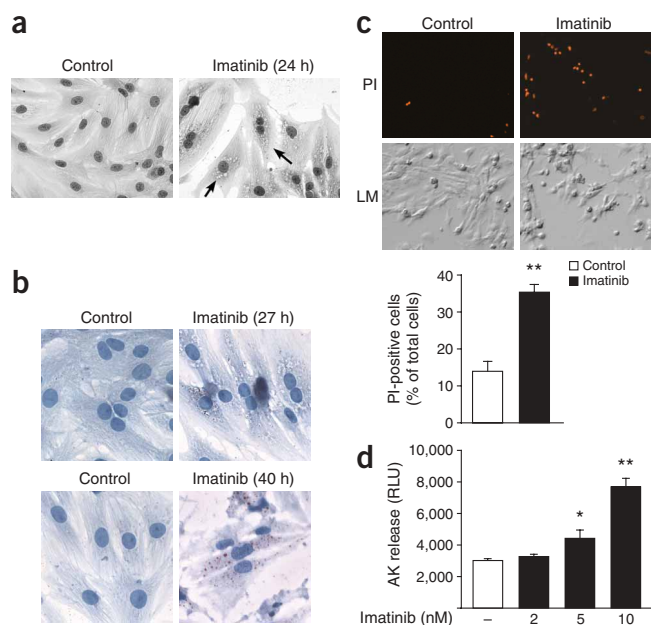 a
Control Imatinib (24 h)
b
Control Imatinib (27 h)
Control Imatinib (40 h)
c
Control Imatinib
PI
LM
Control
Imatinib
PI-positive cells
(% of total cells)
40
30
20
10
0
**
d
AK release (RLU)
10,000
8,000
6,000
4,000
2,000
*
**
Imatinib (nM) – 2 5 10